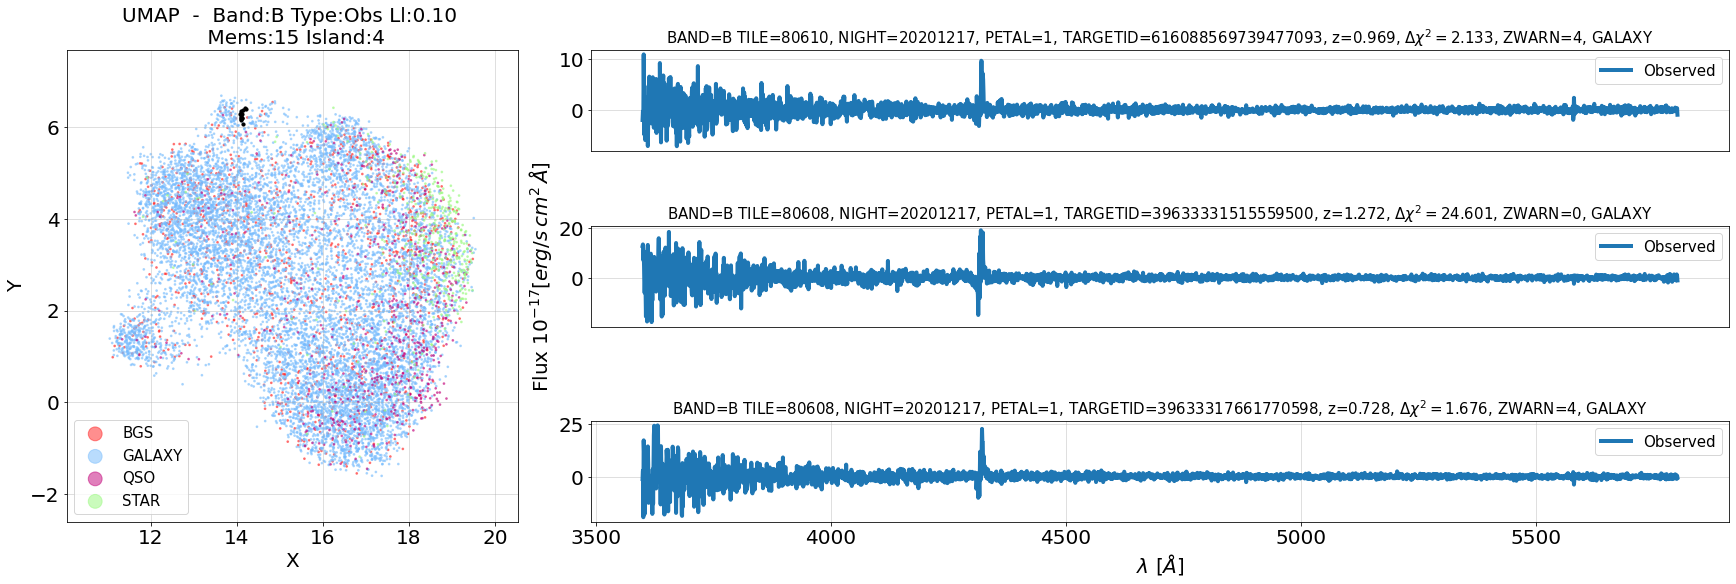 UMAP - Band:B Type:Obs Ll:0.10
Mems:15 Island:4
Y
6
4
2
0
−2
12 14 16 18 20
X
BGS
GALAXY
QSO
STAR
Flux 10⁻¹⁷[erg/s cm² Å]
BAND=B TILE=80610, NIGHT=20201217, PETAL=1, TARGETID=616088569739477093, z=0.969, Δχ² = 2.133, ZWARN=4, GALAXY
10
0
Observed
BAND=B TILE=80608, NIGHT=20201217, PETAL=1, TARGETID=39633331515559500, z=1.272, Δχ² = 24.601, ZWARN=0, GALAXY
20
0
Observed
BAND=B TILE=80608, NIGHT=20201217, PETAL=1, TARGETID=39633317661770598, z=0.728, Δχ² = 1.676, ZWARN=4, GALAXY
25
0
Observed
3500 4000 4500 5000 5500
λ [Å]